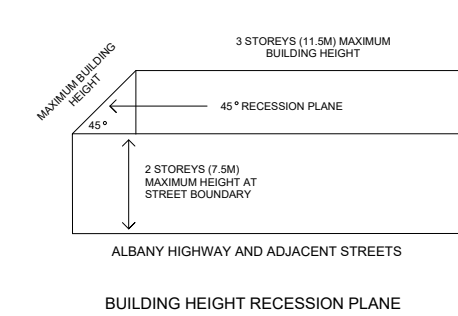 3 STOREYS (11.5M) MAXIMUM
BUILDING HEIGHT
MAXIMUM BUILDING
HEIGHT
45° RECESSION PLANE
45°
2 STOREYS (7.5M)
MAXIMUM HEIGHT AT
STREET BOUNDARY
ALBANY HIGHWAY AND ADJACENT STREETS
BUILDING HEIGHT RECESSION PLANE